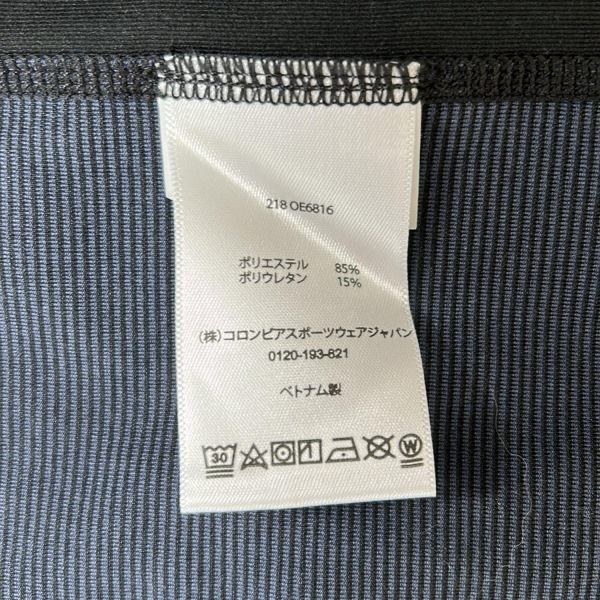 218 OE6816
ポリエステル 85%
ポリウレタン 15%
(株)コロンビアスポーツウェアジャパン
0120-193-821
ベトナム製
30 W